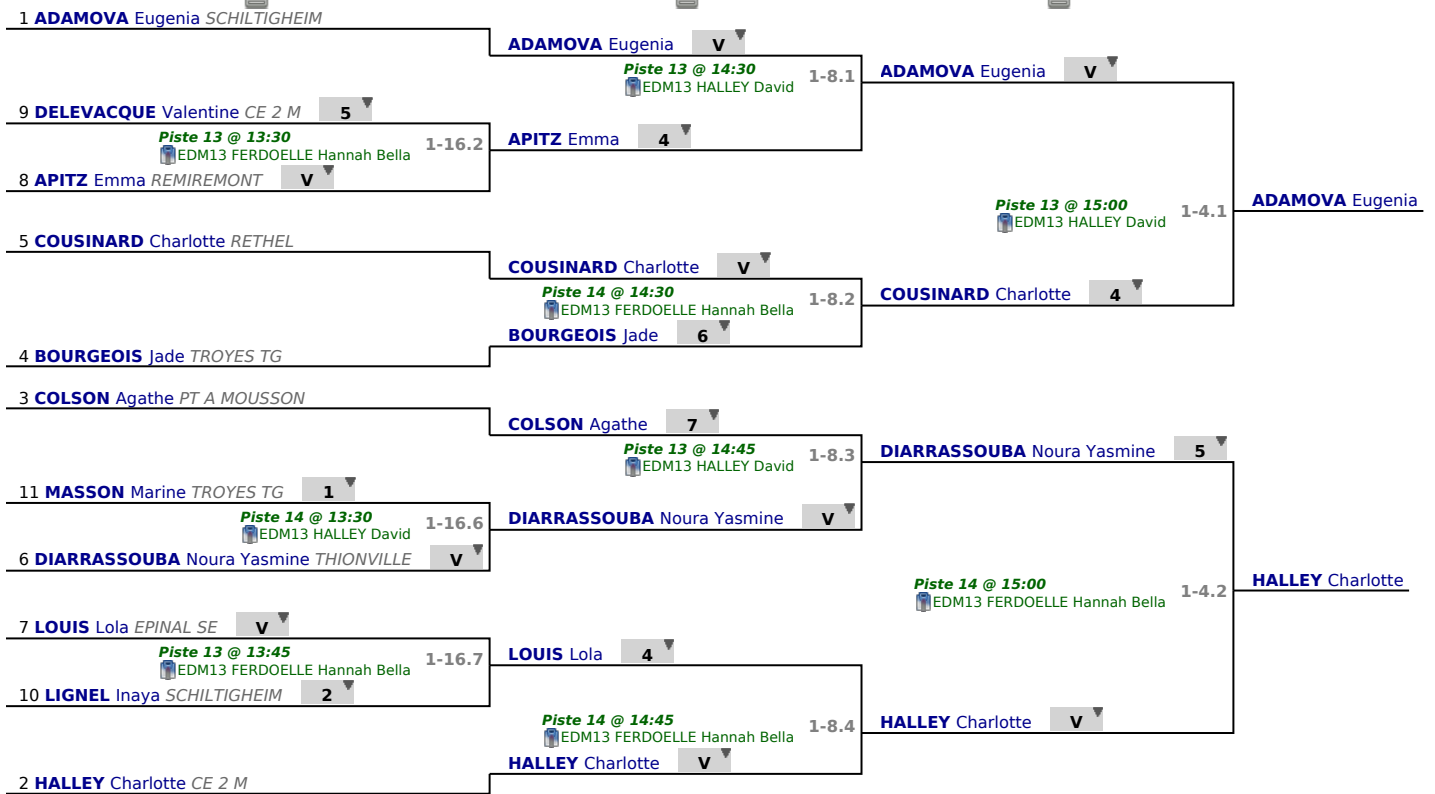 1 ADAMOVA Eugenia SCHILTIGHEIM
ADAMOVA Eugenia V
Piste 13 @ 14:30
EDM13 HALLEY David
1-8.1
ADAMOVA Eugenia V
9 DELEVACQUE Valentine CE 2 M 5
Piste 13 @ 13:30
EDM13 FERDOELLE Hannah Bella
1-16.2
APITZ Emma 4
8 APITZ Emma REMIREMONT V
Piste 13 @ 15:00
EDM13 HALLEY David
1-4.1
ADAMOVA Eugenia
5 COUSINARD Charlotte RETHEL
COUSINARD Charlotte V
Piste 14 @ 14:30
EDM13 FERDOELLE Hannah Bella
1-8.2
COUSINARD Charlotte 4
BOURGEOIS Jade 6
4 BOURGEOIS Jade TROYES TG
3 COLSON Agathe PT A MOUSSON
COLSON Agathe 7
Piste 13 @ 14:45
EDM13 HALLEY David
1-8.3
DIARRASSOUBA Noura Yasmine 5
11 MASSON Marine TROYES TG 1
Piste 14 @ 13:30
EDM13 HALLEY David
1-16.6
DIARRASSOUBA Noura Yasmine V
6 DIARRASSOUBA Noura Yasmine THIONVILLE V
Piste 14 @ 15:00
EDM13 FERDOELLE Hannah Bella
1-4.2
HALLEY Charlotte
7 LOUIS Lola EPINAL SE V
Piste 13 @ 13:45
EDM13 FERDOELLE Hannah Bella
1-16.7
LOUIS Lola 4
10 LIGNEL Inaya SCHILTIGHEIM 2
Piste 14 @ 14:45
EDM13 FERDOELLE Hannah Bella
1-8.4
HALLEY Charlotte V
HALLEY Charlotte V
2 HALLEY Charlotte CE 2 M